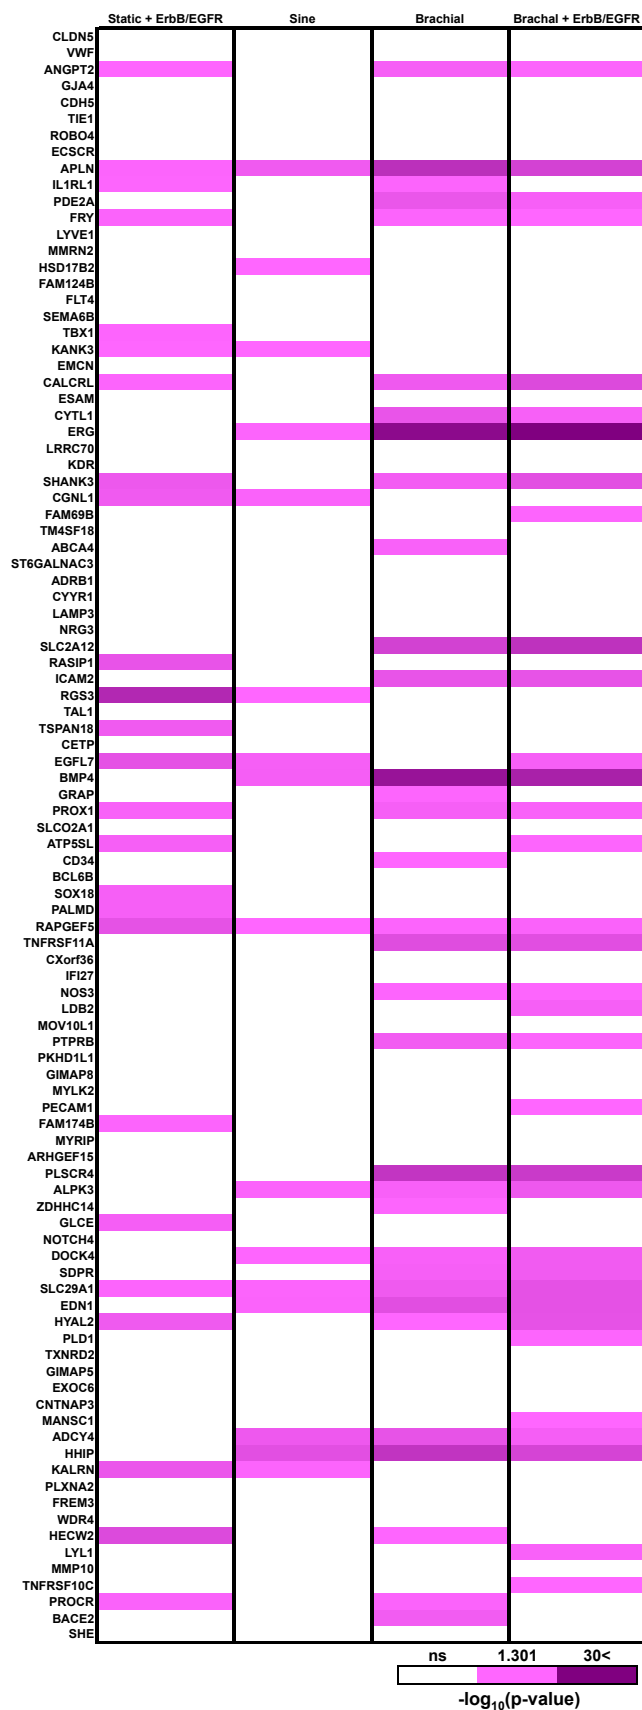 Static + ErbB/EGFR Sine Brachial Brachal + ErbB/EGFR
CLDN5
VWF
ANGPT2
GJA4
CDH5
TIE1
ROBO4
ECSCR
APLN
IL1RL1
PDE2A
FRY
LYVE1
MMRN2
HSD17B2
FAM124B
FLT4
SEMA6B
TBX1
KANK3
EMCN
CALCRL
ESAM
CYTL1
ERG
LRRC70
KDR
SHANK3
CGNL1
FAM69B
TM4SF18
ABCA4
ST6GALNAC3
ADRB1
CYYR1
LAMP3
NRG3
SLC2A12
RASIP1
ICAM2
RGS3
TAL1
TSPAN18
CETP
EGFL7
BMP4
GRAP
PROX1
SLCO2A1
ATP5SL
CD34
BCL6B
SOX18
PALMD
RAPGEF5
TNFRSF11A
CXorf36
IFI27
NOS3
LDB2
MOV10L1
PTPRB
PKHD1L1
GIMAP8
MYLK2
PECAM1
FAM174B
MYRIP
ARHGEF15
PLSCR4
ALPK3
ZDHHC14
GLCE
NOTCH4
DOCK4
SDPR
SLC29A1
EDN1
HYAL2
PLD1
TXNRD2
GIMAP5
EXOC6
CNTNAP3
MANSC1
ADCY4
HHIP
KALRN
PLXNA2
FREM3
WDR4
HECW2
LYL1
MMP10
TNFRSF10C
PROCR
BACE2
SHE
ns 1.301 30<
-log10(p-value)